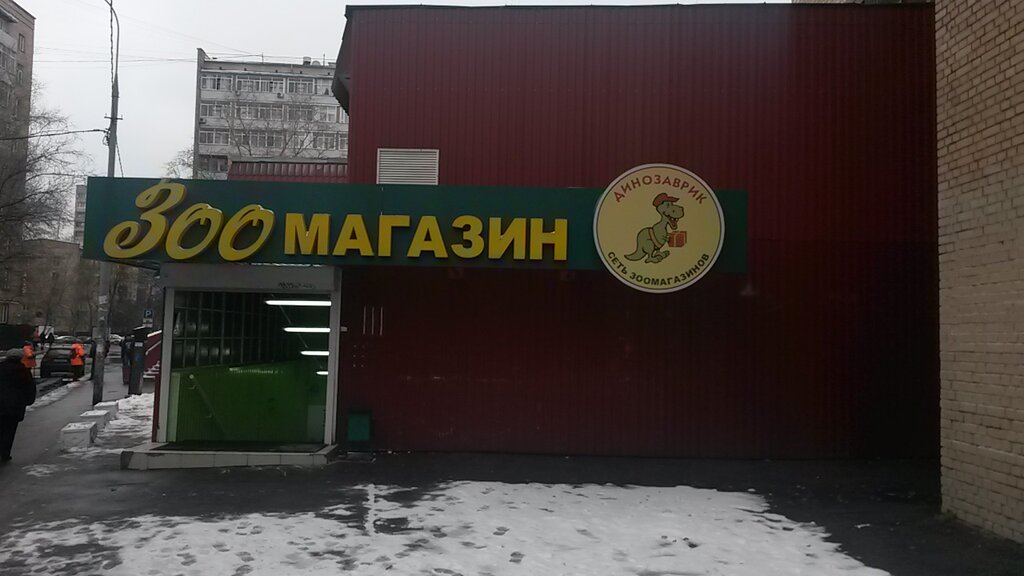 Зоо МАГАЗИН
ДИНОЗАВРИК
СЕТЬ ЗООМАГАЗИНОВ